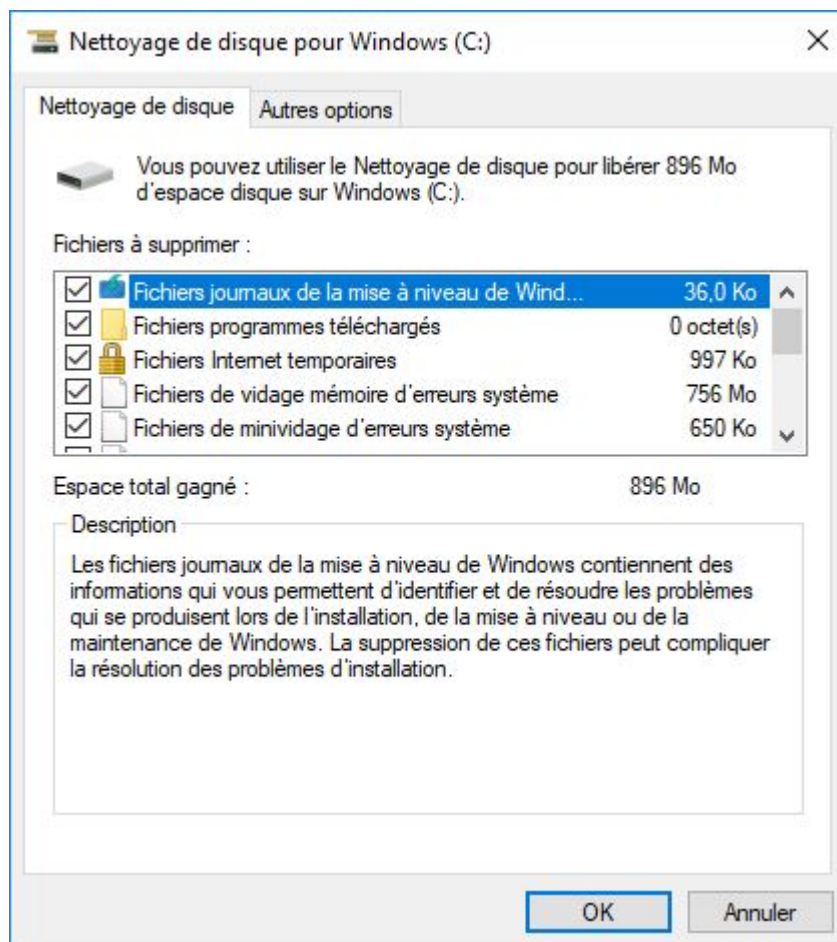 Nettoyage de disque pour Windows (C:)
Nettoyage de disque
Autres options
Vous pouvez utiliser le Nettoyage de disque pour libérer 896 Mo
d'espace disque sur Windows (C:).
Fichiers à supprimer :
Fichiers journaux de la mise à niveau de Wind... 36,0 Ko
Fichiers programmes téléchargés 0 octet(s)
Fichiers Internet temporaires 997 Ko
Fichiers de vidage mémoire d'erreurs système 756 Mo
Fichiers de minividage d'erreurs système 650 Ko
Espace total gagné : 896 Mo
Description
Les fichiers journaux de la mise à niveau de Windows contiennent des
informations qui vous permettent d'identifier et de résoudre les problèmes
qui se produisent lors de l'installation, de la mise à niveau ou de la
maintenance de Windows. La suppression de ces fichiers peut compliquer
la résolution des problèmes d'installation.
OK Annuler